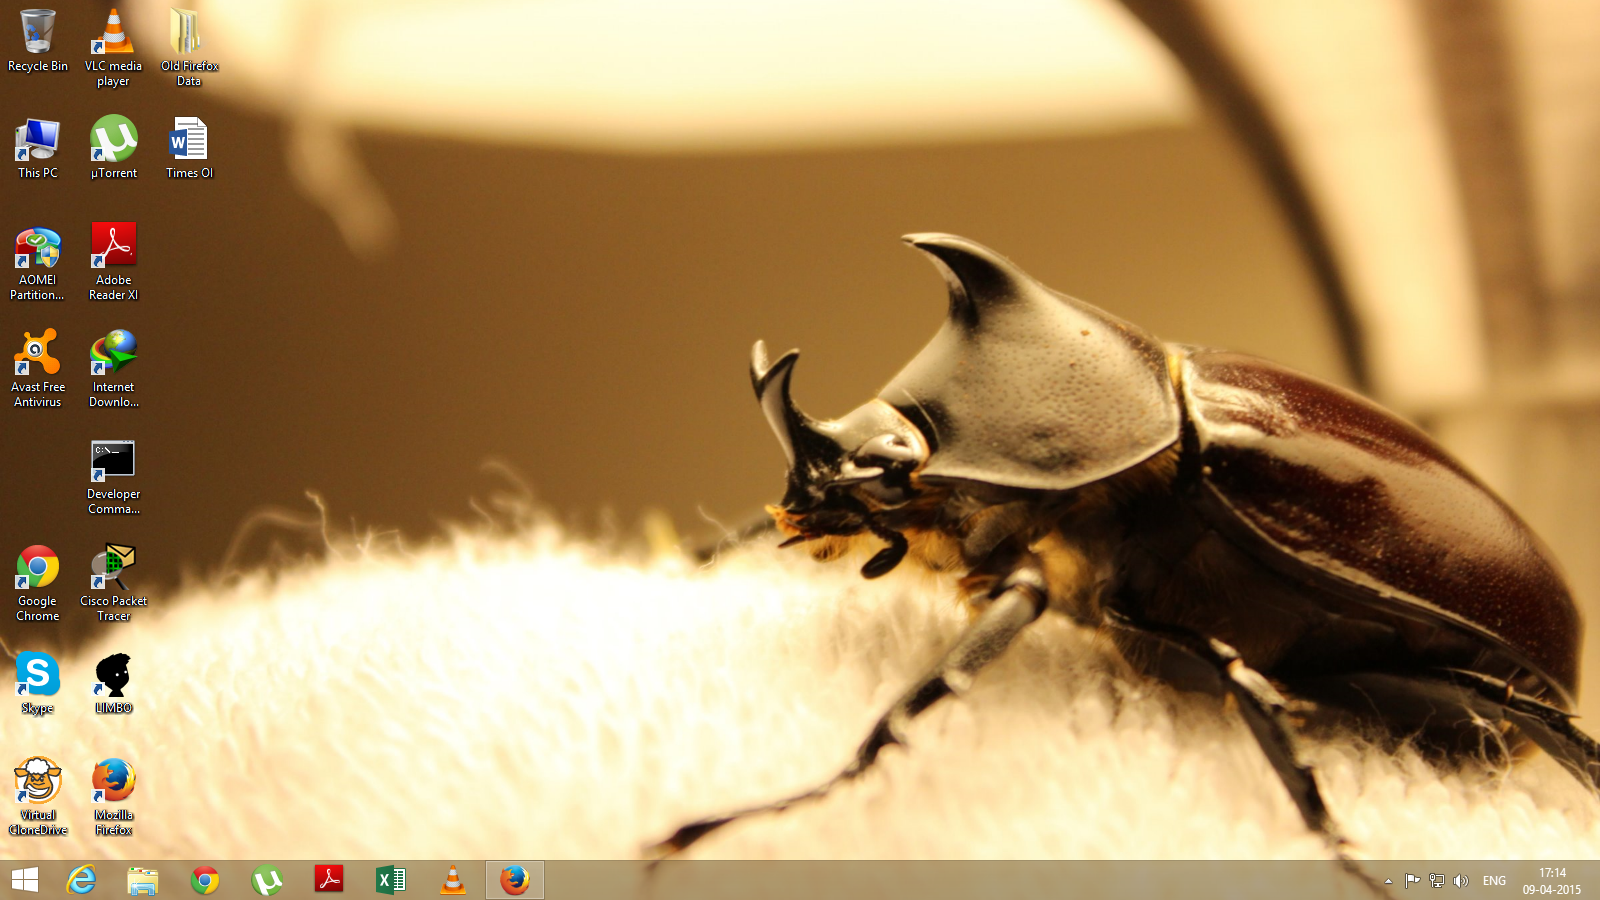 Recycle Bin
VLC media
player
Old Firefox
Data
This PC
µTorrent
W
Times OI
AOMEI
Partition...
Adobe
Reader XI
Avast Free
Antivirus
Internet
Downlo...
C:\_
Developer
Comma...
Google
Chrome
Cisco Packet
Tracer
S
Skype
LIMBO
Virtual
CloneDrive
Mozilla
Firefox
ENG
17:14
09-04-2015